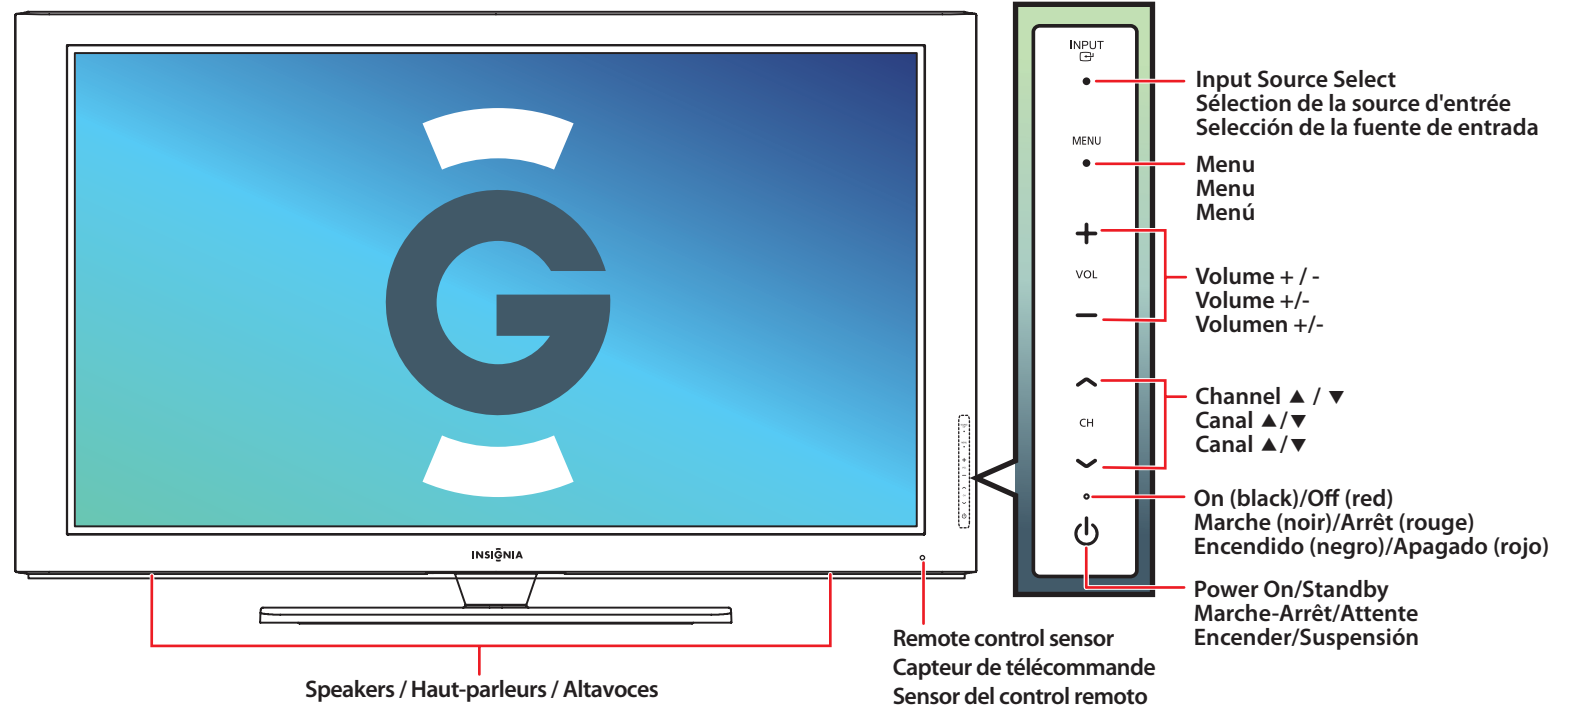 INPUT
Input Source Select
Sélection de la source d'entrée
Selección de la fuente de entrada
MENU
Menu
Menu
Menú
VOL
Volume + / -
Volume +/-
Volumen +/-
CH
Channel ▲ / ▼
Canal ▲/▼
Canal ▲/▼
On (black)/Off (red)
Marche (noir)/Arrêt (rouge)
Encendido (negro)/Apagado (rojo)
Power On/Standby
Marche-Arrêt/Attente
Encender/Suspensión
G
INSIGNIA
Remote control sensor
Capteur de télécommande
Sensor del control remoto
Speakers / Haut-parleurs / Altavoces